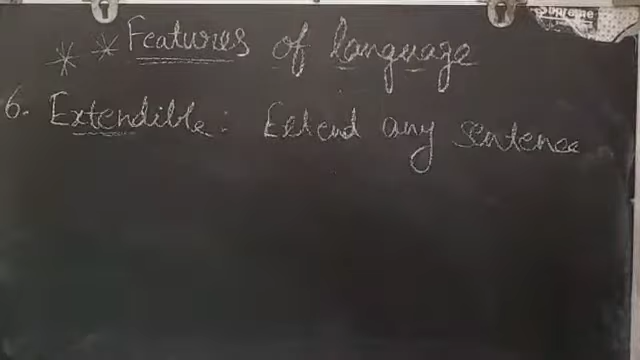 ** Features of language
6. Extendible: Extend any sentence